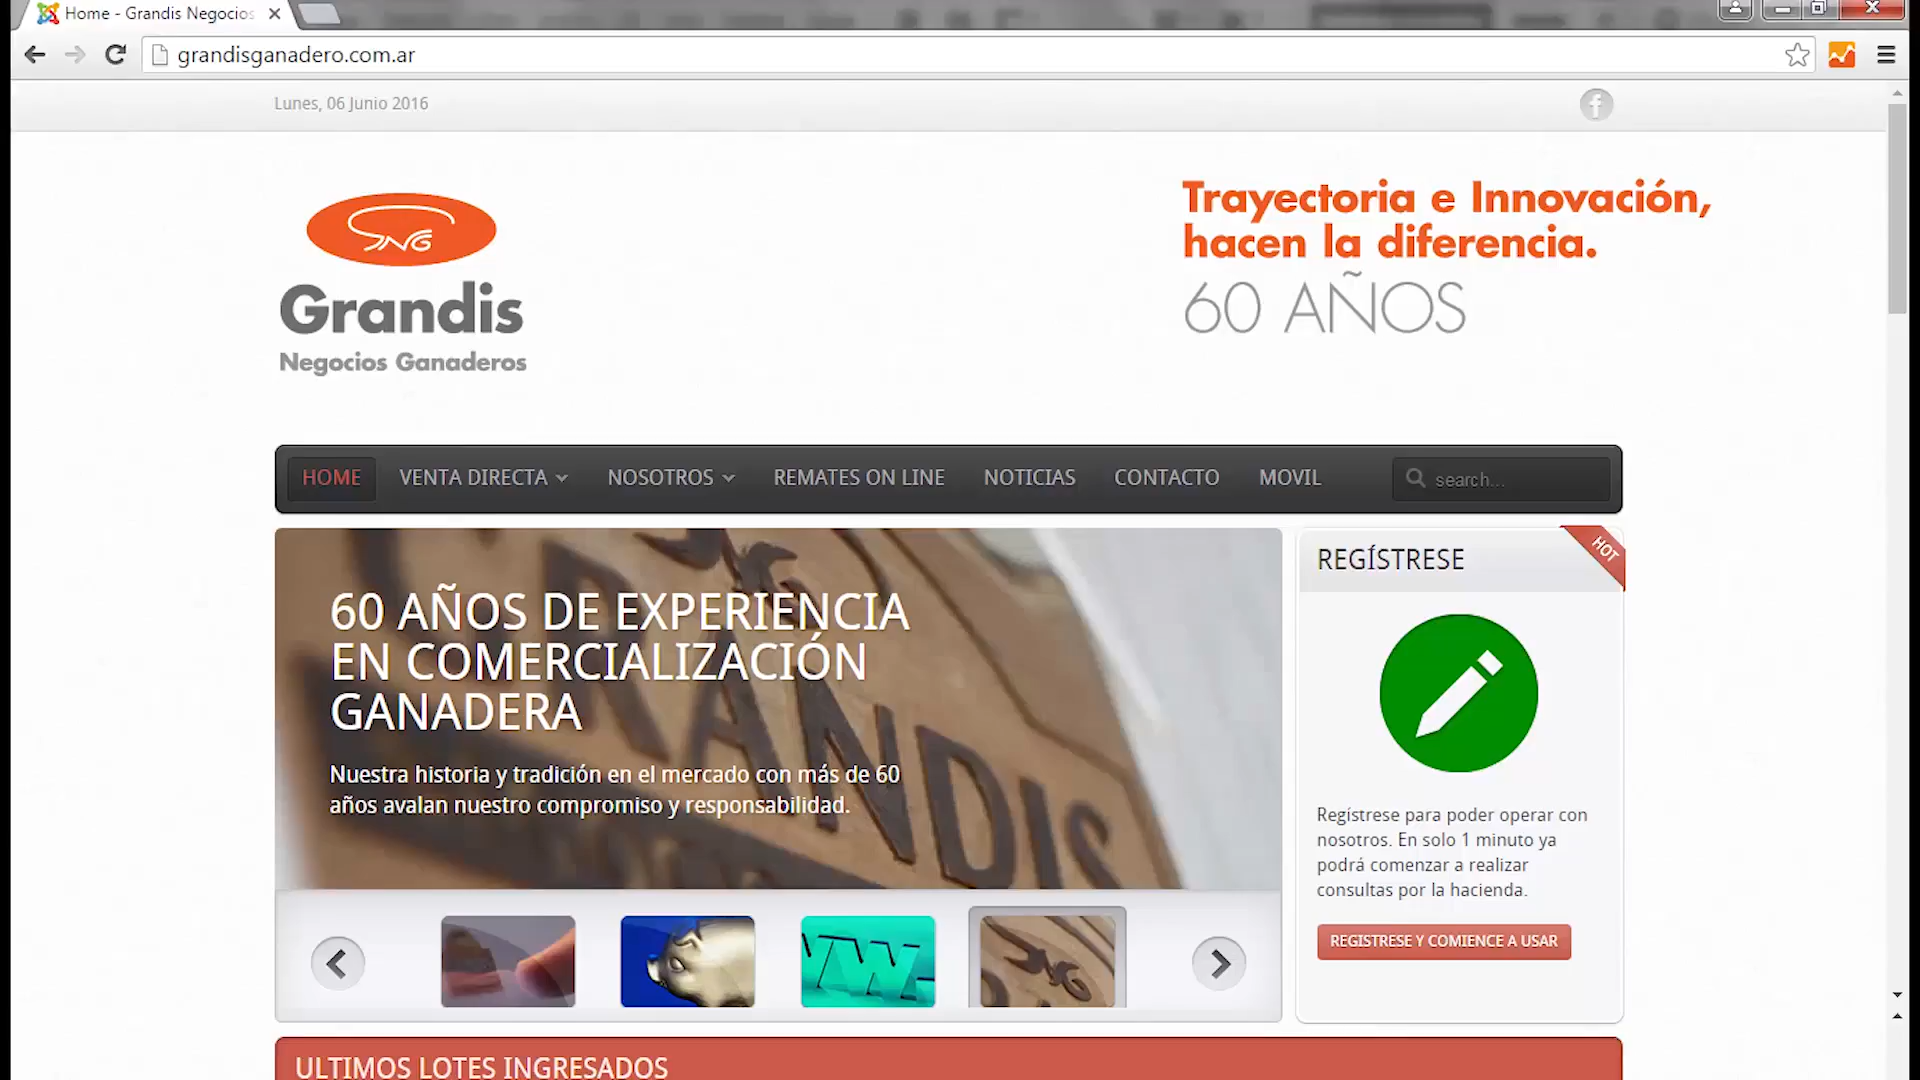 Home - Grandis Negocios
grandisganadero.com.ar
Lunes, 06 Junio 2016
GNG
Grandis
Negocios Ganaderos
Trayectoria e Innovación,
hacen la diferencia.
60 AÑOS
HOME
VENTA DIRECTA
NOSOTROS
REMATES ON LINE
NOTICIAS
CONTACTO
MOVIL
search...
60 AÑOS DE EXPERIENCIA
EN COMERCIALIZACIÓN
GANADERA
Nuestra historia y tradición en el mercado con más de 60
años avalan nuestro compromiso y responsabilidad.
GRANDIS
REGÍSTRESE
HOT
Regístrese para poder operar con
nosotros. En solo 1 minuto ya
podrá comenzar a realizar
consultas por la hacienda.
REGISTRESE Y COMIENCE A USAR
ULTIMOS LOTES INGRESADOS